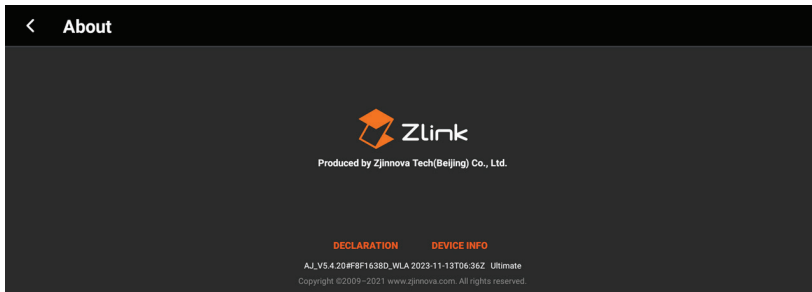 About
Zlink
Produced by Zjinnova Tech(Beijing) Co., Ltd.
DECLARATION DEVICE INFO
AJ_V5.4.20#F8F1638D_WLA 2023-11-13T06:36Z Ultimate
Copyright ©2009-2021 www.zjinnova.com. All rights reserved.